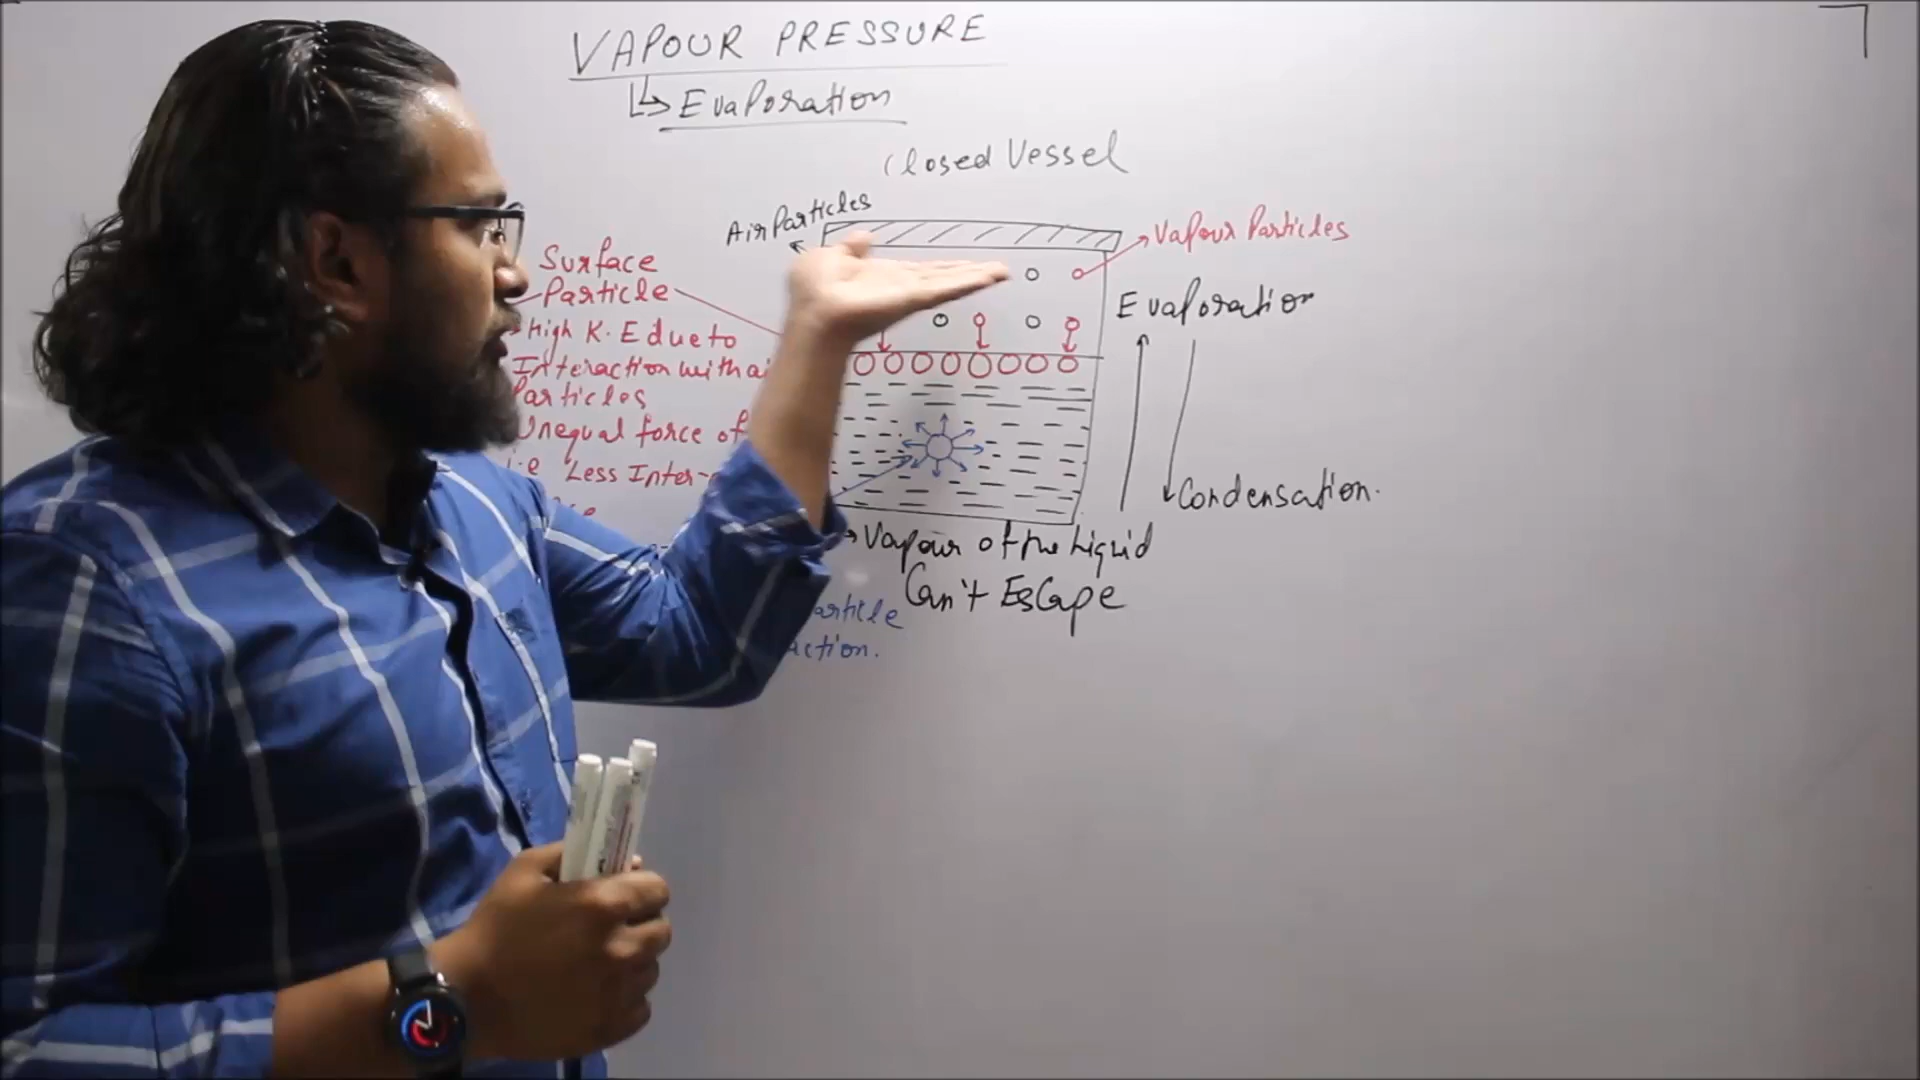 VAPOUR PRESSURE
Evaporation
Closed Vessel
Air Particles
Vapour Particles
Surface
Particle
High K.E due to
Interaction with ai
Particles
Unequal force of
i.e Less Inter-
Evaporation
Condensation.
Vapour of the Liquid
Can't Escape
article
action.